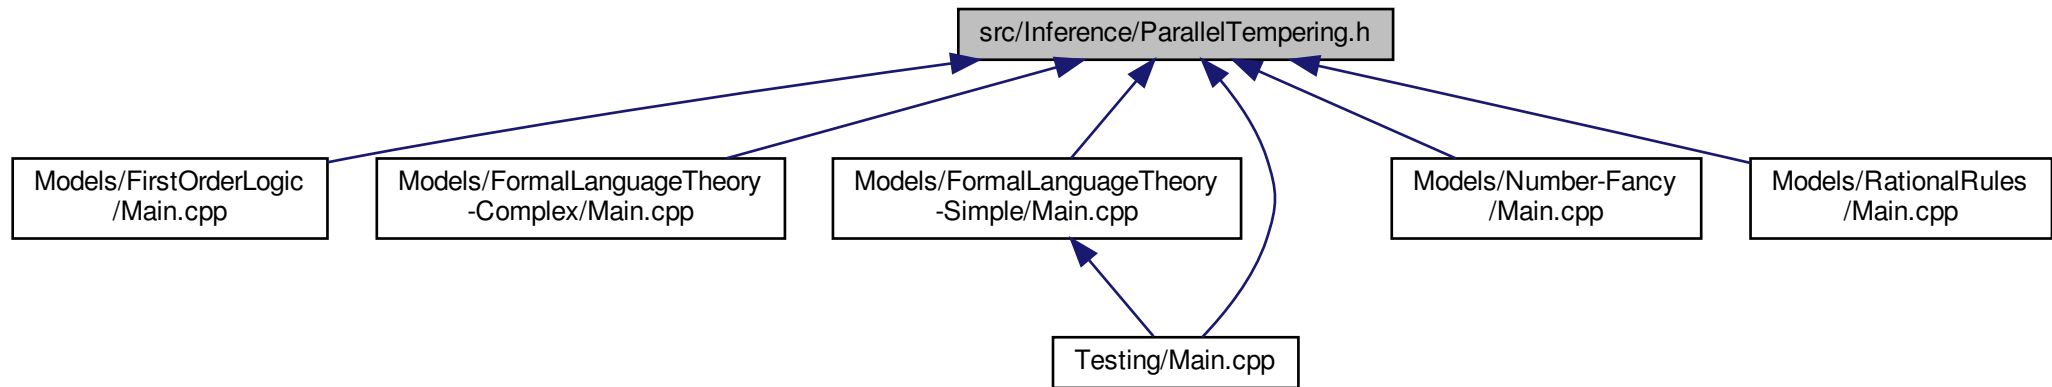 src/Inference/ParallelTempering.h
Models/FirstOrderLogic
/Main.cpp
Models/FormalLanguageTheory
-Complex/Main.cpp
Models/FormalLanguageTheory
-Simple/Main.cpp
Models/Number-Fancy
/Main.cpp
Models/RationalRules
/Main.cpp
Testing/Main.cpp